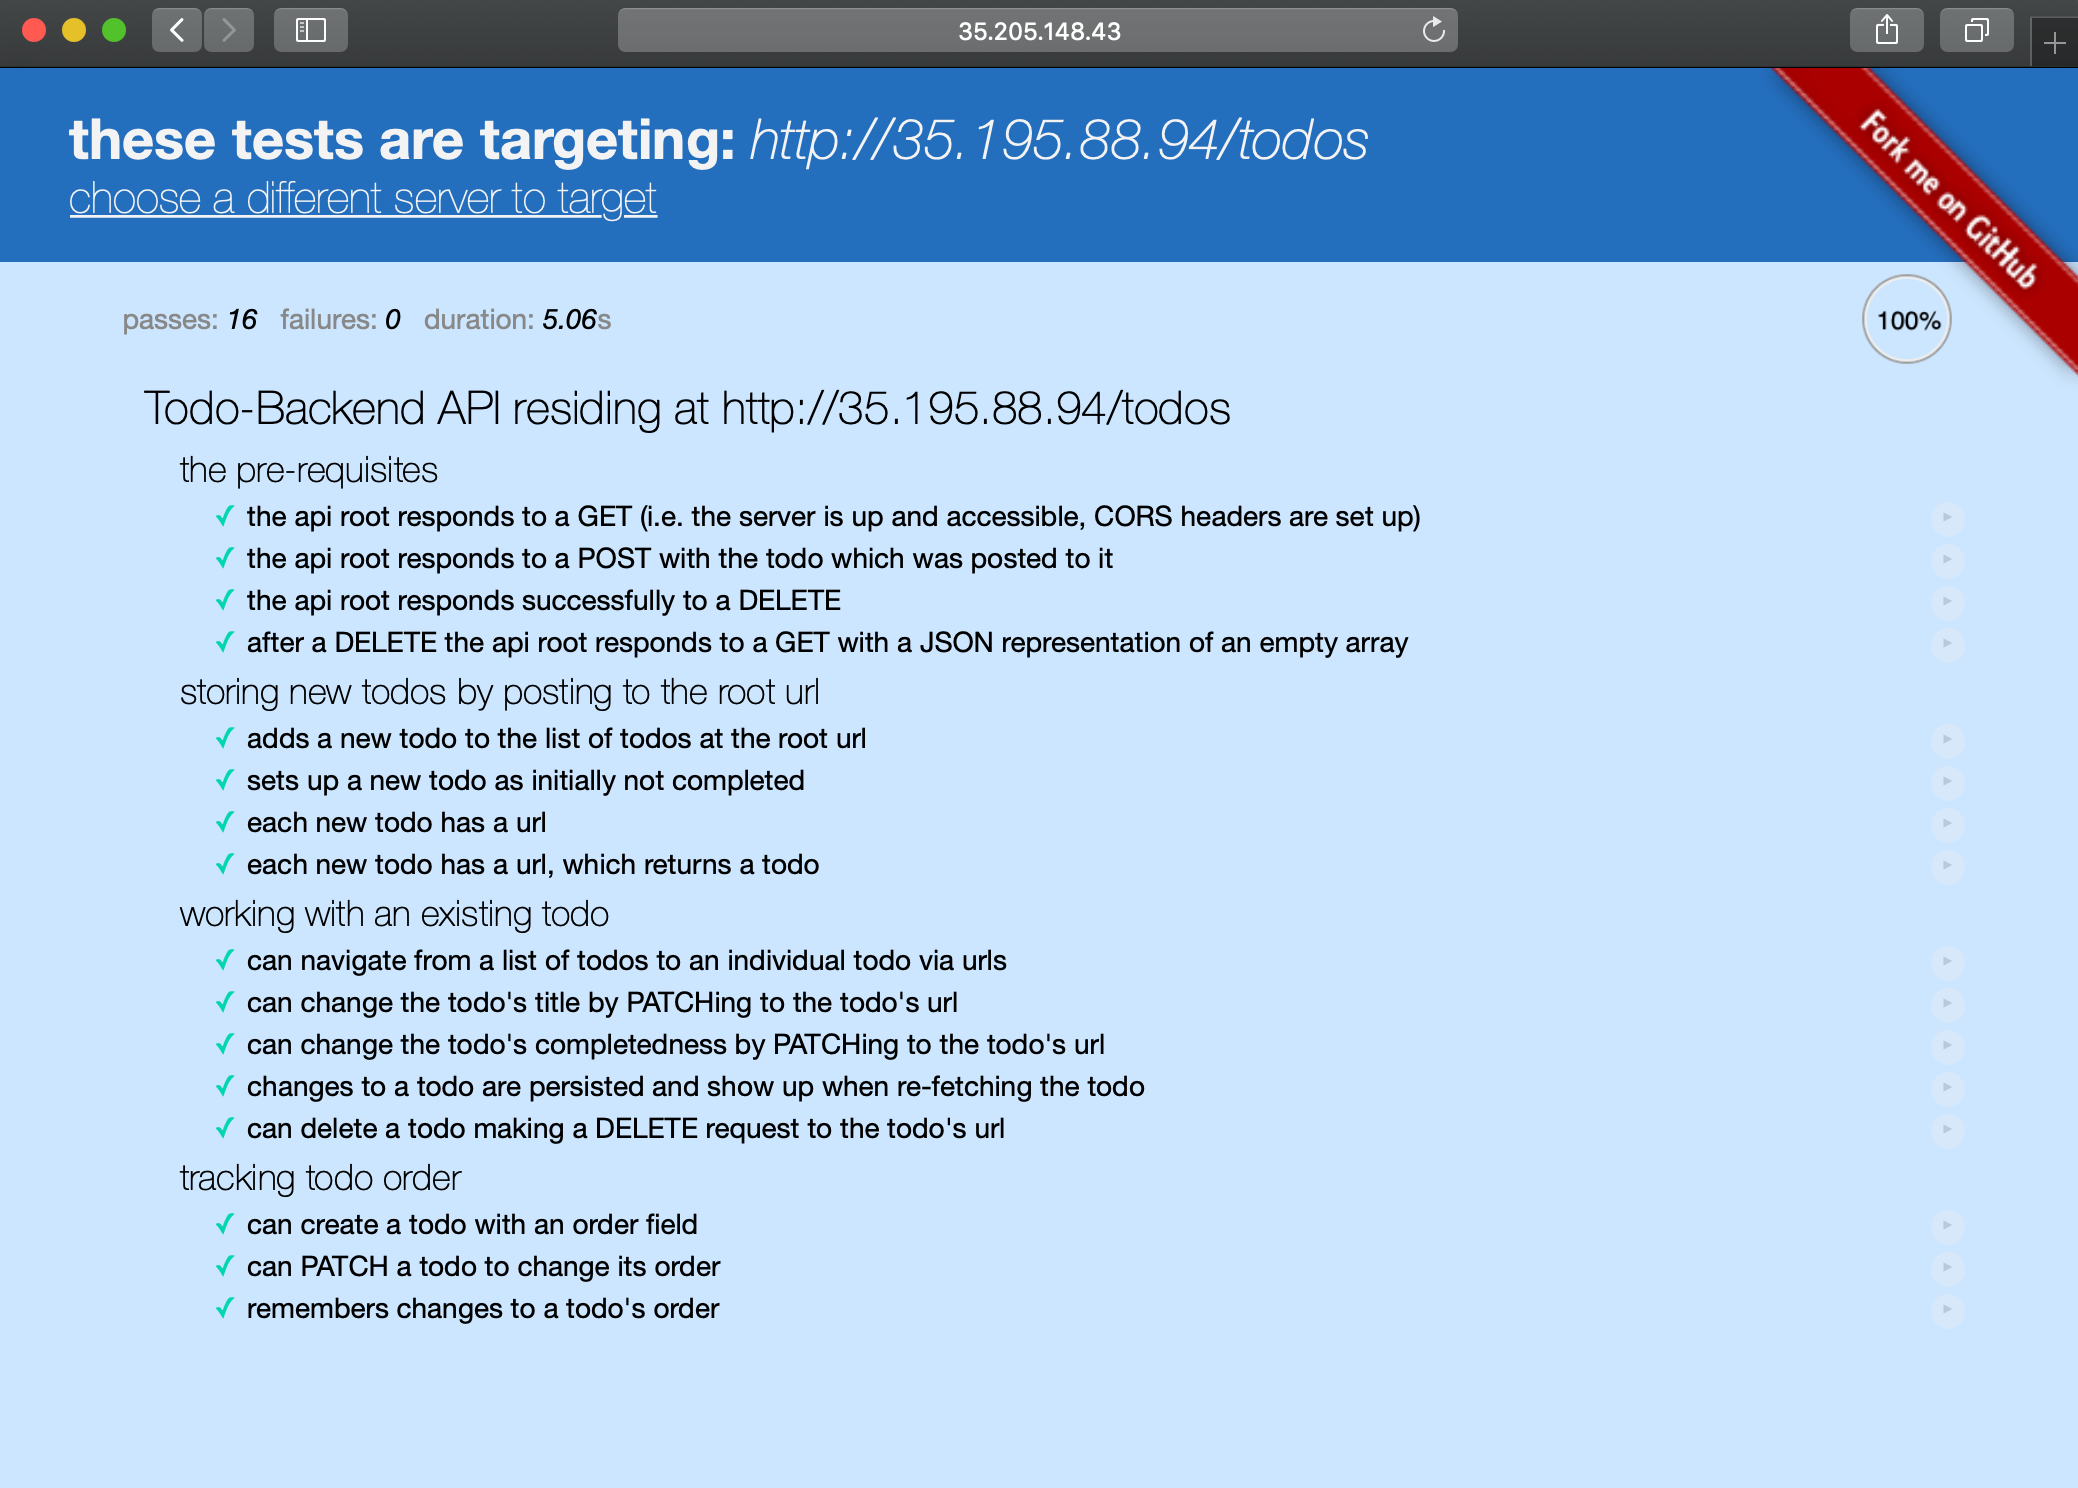 35.205.148.43
these tests are targeting: http://35.195.88.94/todos
choose a different server to target
Fork me on GitHub
passes: 16 failures: 0 duration: 5.06s
100%
Todo-Backend API residing at http://35.195.88.94/todos
the pre-requisites
✓ the api root responds to a GET (i.e. the server is up and accessible, CORS headers are set up)
✓ the api root responds to a POST with the todo which was posted to it
✓ the api root responds successfully to a DELETE
✓ after a DELETE the api root responds to a GET with a JSON representation of an empty array
storing new todos by posting to the root url
✓ adds a new todo to the list of todos at the root url
✓ sets up a new todo as initially not completed
✓ each new todo has a url
✓ each new todo has a url, which returns a todo
working with an existing todo
✓ can navigate from a list of todos to an individual todo via urls
✓ can change the todo's title by PATCHing to the todo's url
✓ can change the todo's completedness by PATCHing to the todo's url
✓ changes to a todo are persisted and show up when re-fetching the todo
✓ can delete a todo making a DELETE request to the todo's url
tracking todo order
✓ can create a todo with an order field
✓ can PATCH a todo to change its order
✓ remembers changes to a todo's order